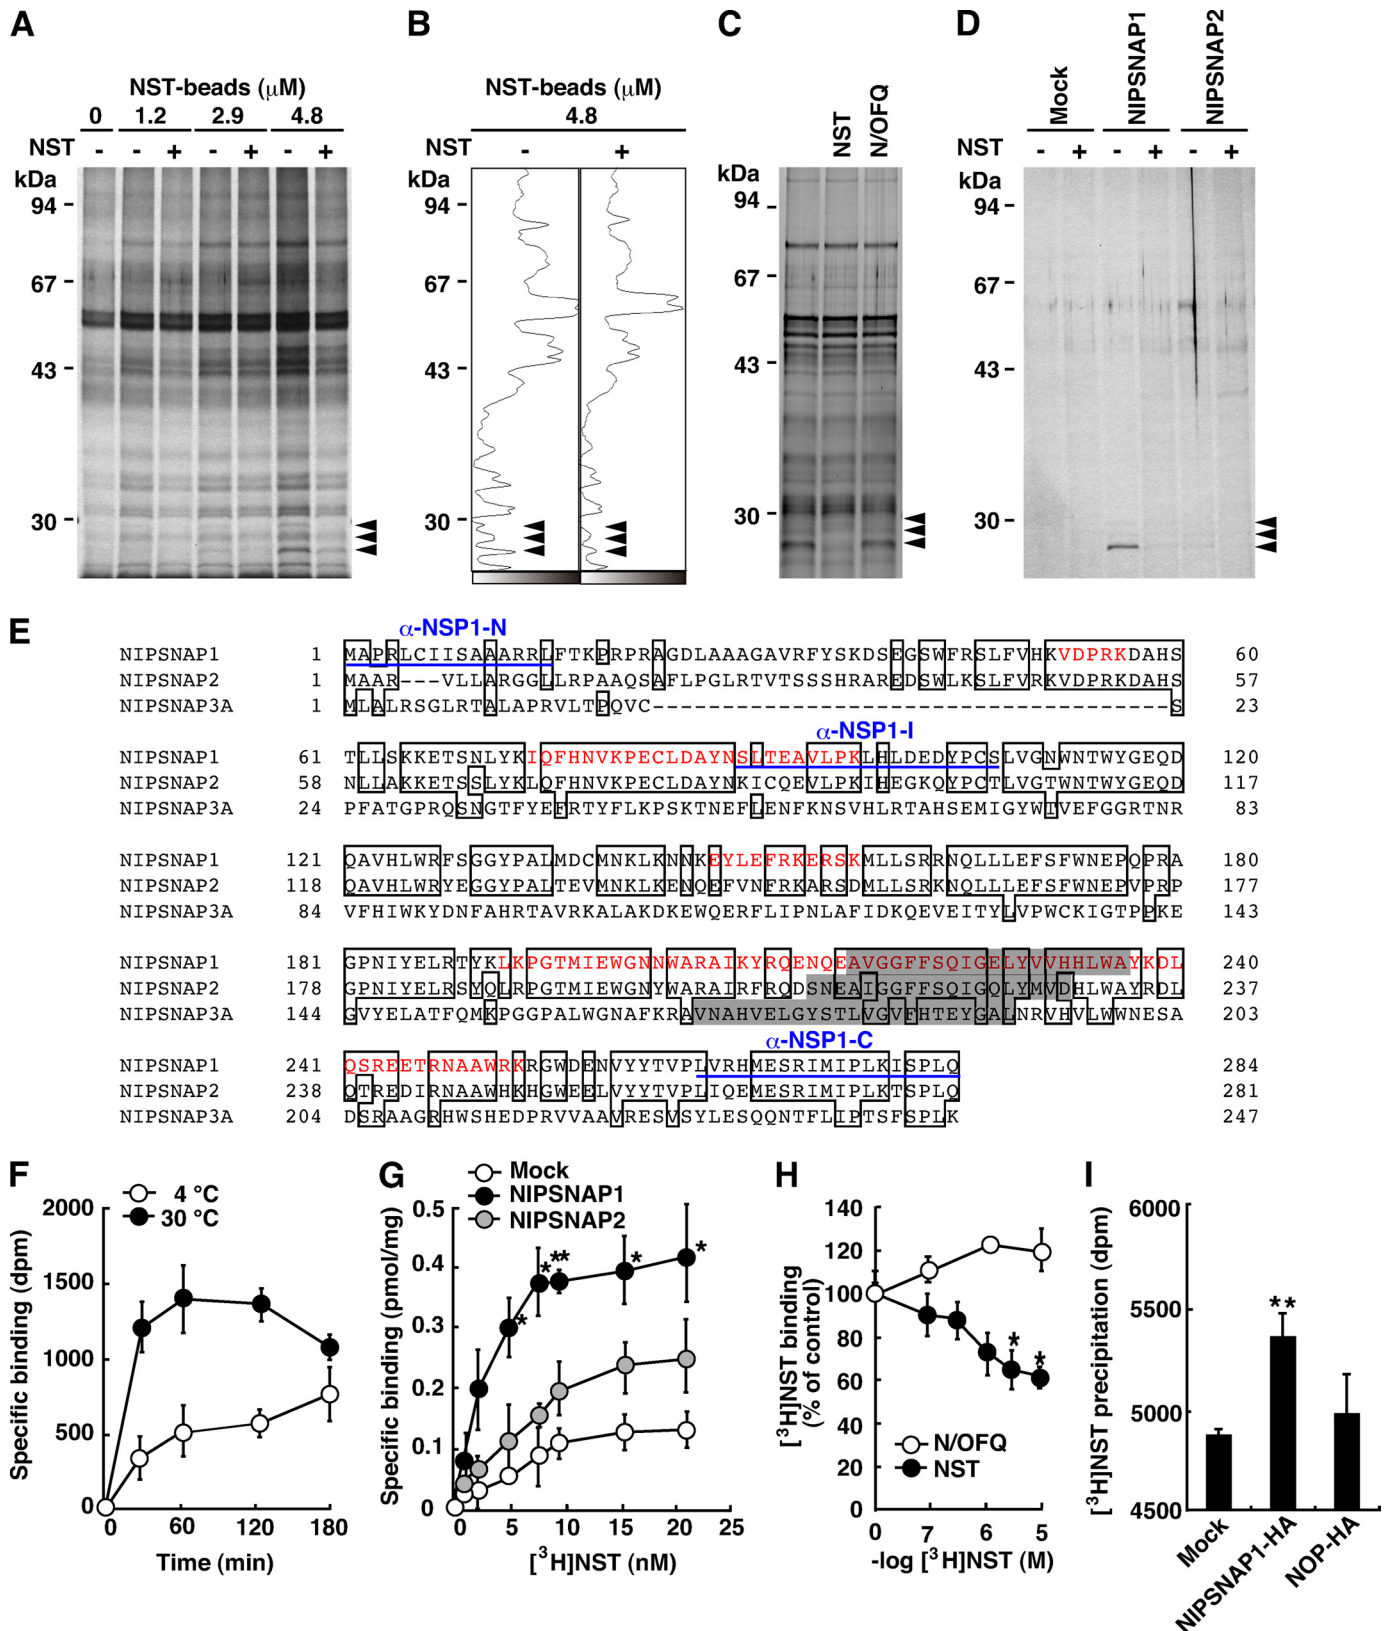 A
NST-beads (μM)
0 1.2 2.9 4.8
NST - - + - + - +
kDa
94
67
43
30
B
NST-beads (μM)
4.8
NST - +
kDa
94
67
43
30
C
NST N/OFQ
kDa
94
67
43
30
D
Mock NIPSNAP1 NIPSNAP2
NST - + - + - +
kDa
94
67
43
30
E
α-NSP1-N
NIPSNAP1 1 MAPRLCIISAAARRLFTKPRPRAGDLAAAGAVRFYSKDSEGSWFRSLFVHKVDPRKDAHS 60
NIPSNAP2 1 MAAR---VLLARGGLLRPAAQSAFLPGLRTVTSSSHRAREDSWLKSLFVRKVDPRKDAHS 57
NIPSNAP3A 1 MLALRSGLRTALAPRVLTPQVC-------------------------------------S 23
α-NSP1-I
NIPSNAP1 61 TLLSKKETSNLYKIQFHNVKPECLDAYNSLTEAVLPKLHLDEDYPCSLVGNWNTWYGEQD 120
NIPSNAP2 58 NLLAKKETSSLYKLQFHNVKPECLDAYNKICQEVLPKIHEGKQYPCTLVGTWNTWYGEQD 117
NIPSNAP3A 24 PFATGPRQSNGTFYEFRTYFLKPSKTNEFLENFKNSVHLRTAHSEMIGYWTVEFGGRTNR 83
NIPSNAP1 121 QAVHLWRFSGGYPALMDCMNKLKNNKEYLEFRKERSKMLLSRRNQLLLEFSFWNEPQPRA 180
NIPSNAP2 118 QAVHLWRYEGGYPALTEVMNKLKENQEFVNFRKARSDMLLSRKNQLLLEFSFWNEPVPRP 177
NIPSNAP3A 84 VFHIWKYDNFAHRTAVRKALAKDKEWQERFLIPNLAFIDKQEVEITYLVPWCKIGTPPKE 143
NIPSNAP1 181 GPNIYELRTYKLKPGTMIEWGNNWARAIKYRQENQEAVGGFFSQIGELYVVHHLWAYKDL 240
NIPSNAP2 178 GPNIYELRSYQLRPGTMIEWGNYWARAIRFRQDSNEAIGGFFSQIGQLYMVDHLWAYRDL 237
NIPSNAP3A 144 GVYELATFQMKPGGPALWGNAFKRAVNAHVELGYSTLVGVFHTEYGALNRVHVLWWNESA 203
α-NSP1-C
NIPSNAP1 241 QSREETRNAAWRKRGWDENVYYTVPLVRHMESRIMIPLKISPLQ 284
NIPSNAP2 238 QTREDIRNAAWHKHGWEELVYYTVPLIQEMESRIMIPLKTSPLQ 281
NIPSNAP3A 204 DSRAAGRHWSHEDPRVVAAVRESVSYLESQQNTFLIPTSFSPLK 247
F
4 °C
30 °C
Specific binding (dpm)
2000
1500
1000
500
0
0 60 120 180
Time (min)
G
Mock
NIPSNAP1
NIPSNAP2
Specific binding (pmol/mg)
0.5
0.4
0.3
0.2
0.1
0
* * ** * *
0 5 10 15 20 25
[³H]NST (nM)
H
[³H]NST binding
(% of control)
140
120
100
80
60
40
20
0
* *
N/OFQ
NST
0 7 6 5
-log [³H]NST (M)
I
[³H]NST precipitation (dpm)
6000
5500
5000
4500
**
Mock
NIPSNAP1-HA
NOP-HA